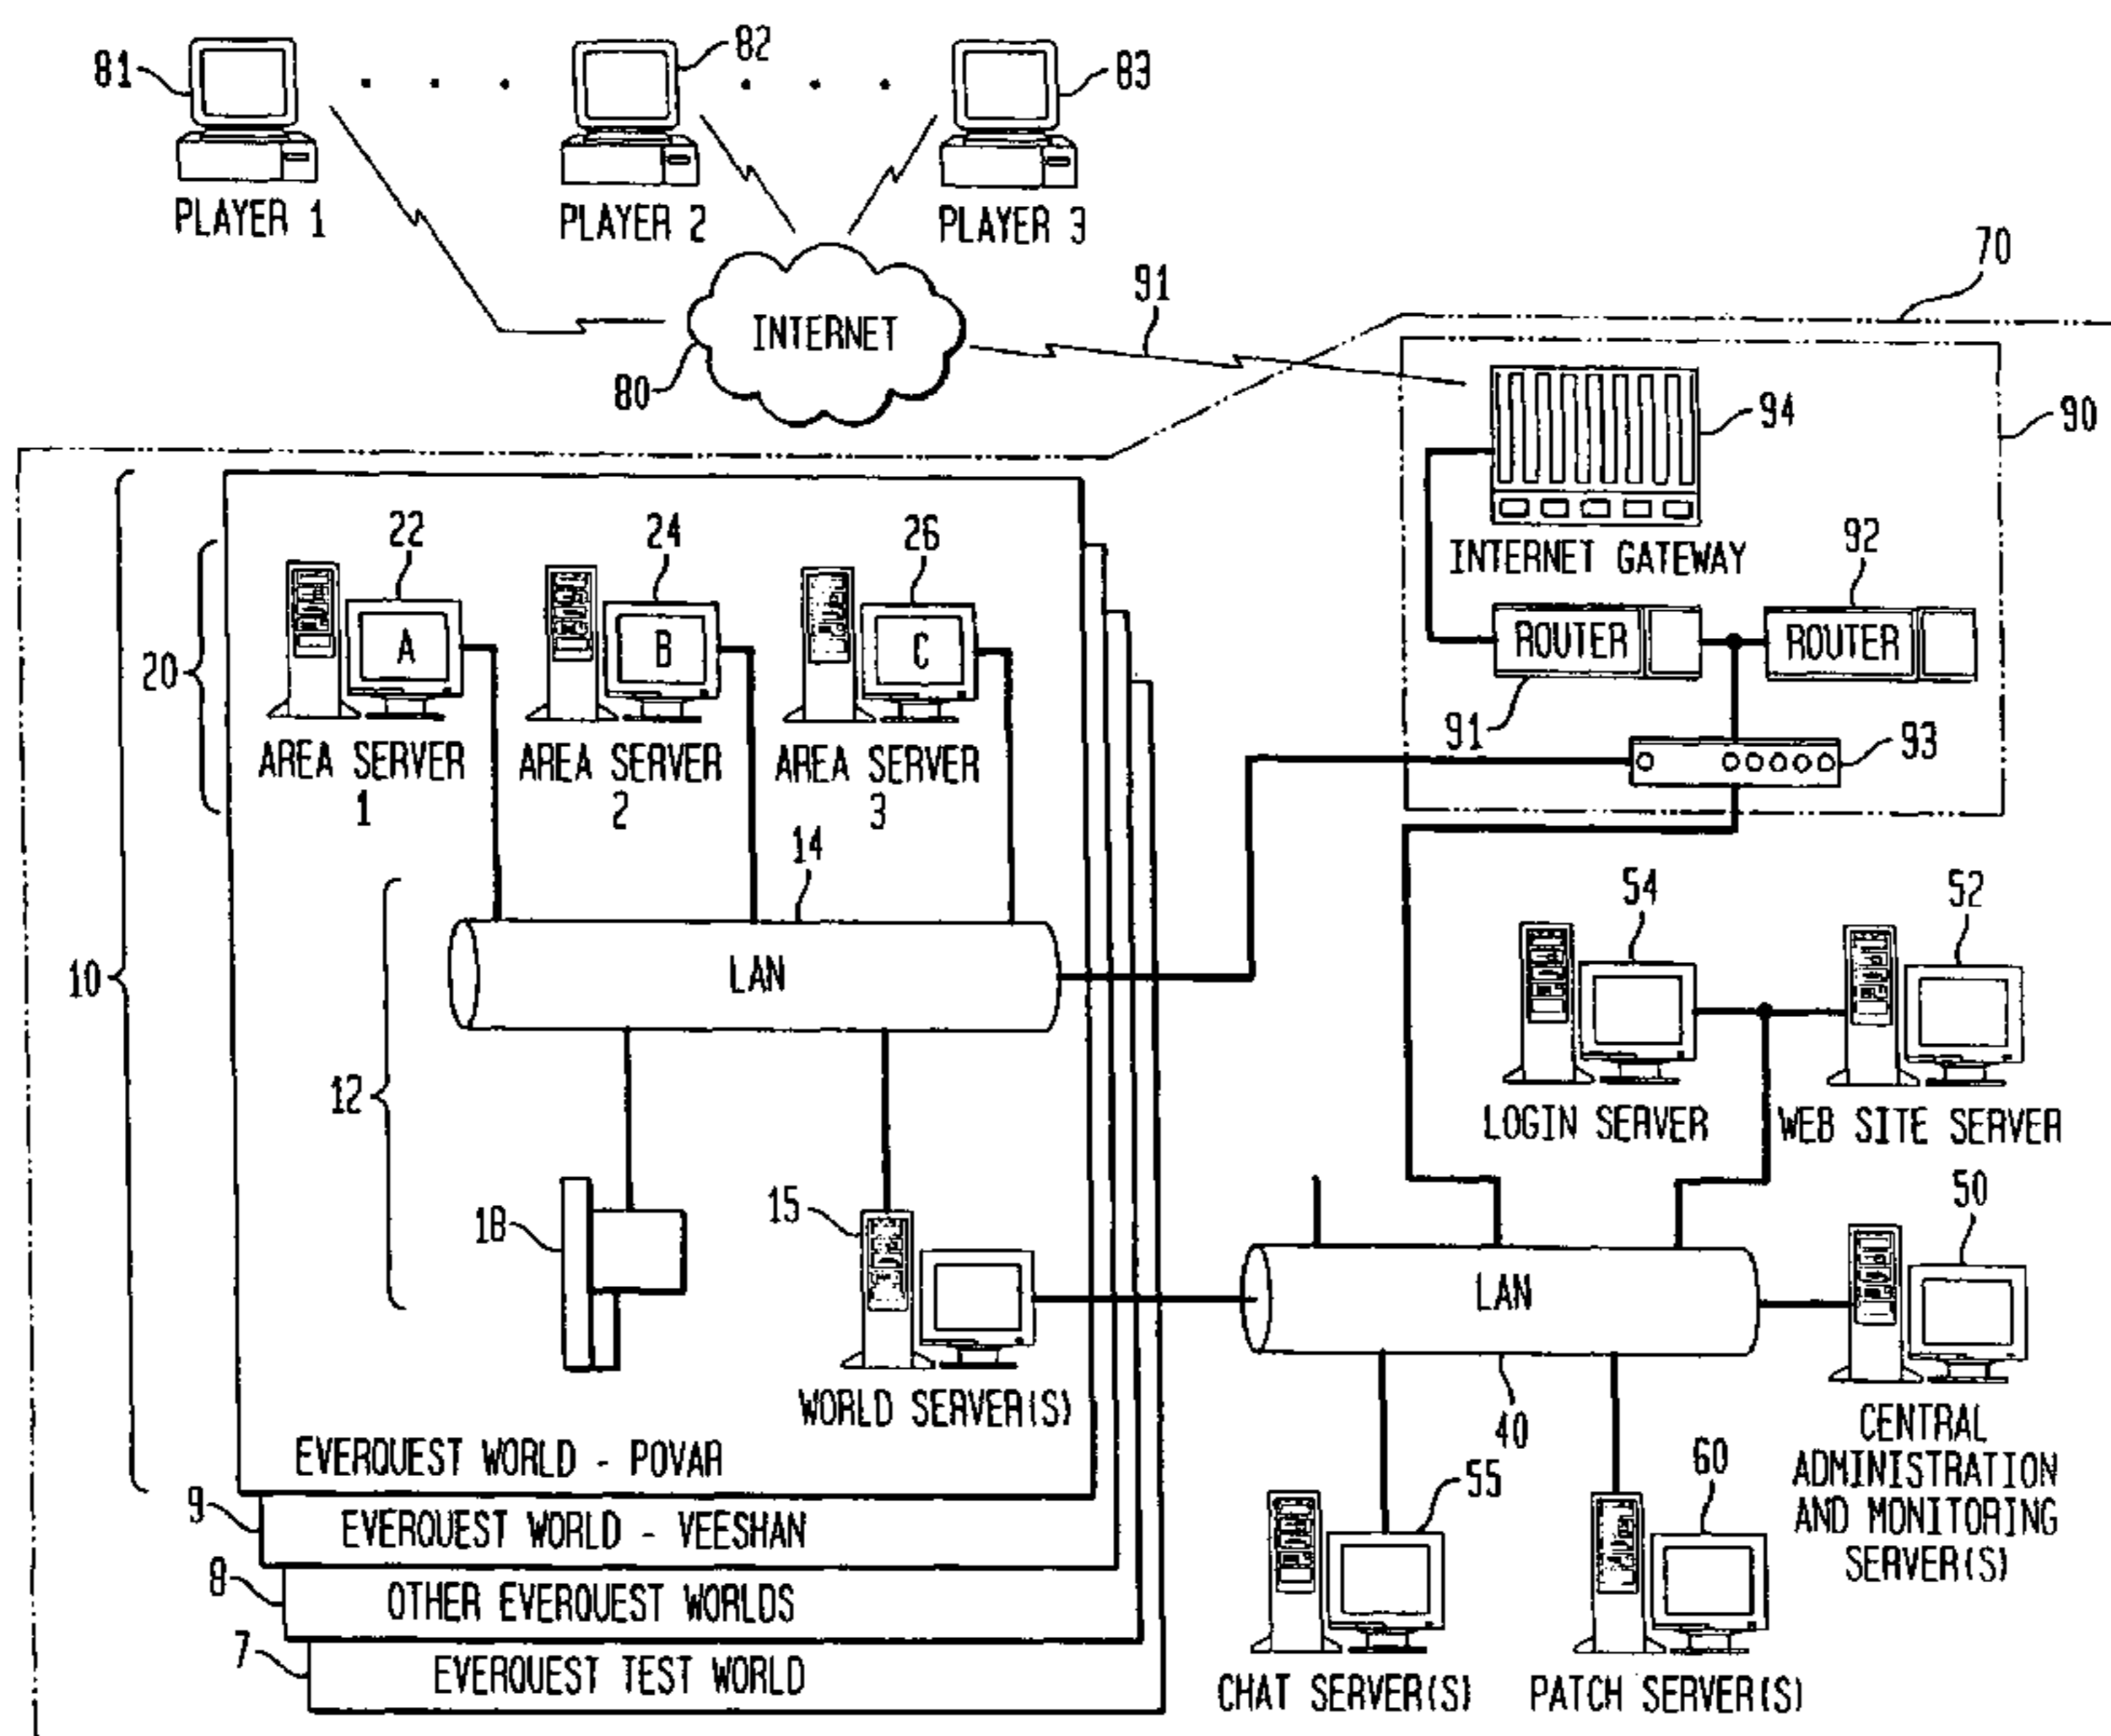 81
82
83
PLAYER 1
PLAYER 2
PLAYER 3
70
91
INTERNET
80
94
90
INTERNET GATEWAY
92
ROUTER
ROUTER
91
93
22
24
26
20
A
B
C
AREA SERVER
1
AREA SERVER
2
AREA SERVER
3
14
LAN
10
12
18
15
WORLD SERVER(S)
EVERQUEST WORLD - POVAR
9
EVERQUEST WORLD - VEESHAN
8
OTHER EVERQUEST WORLDS
7
EVERQUEST TEST WORLD
54
52
LOGIN SERVER
WEB SITE SERVER
50
LAN
40
CENTRAL
ADMINISTRATION
AND MONITORING
SERVER(S)
55
60
CHAT SERVER(S)
PATCH SERVER(S)